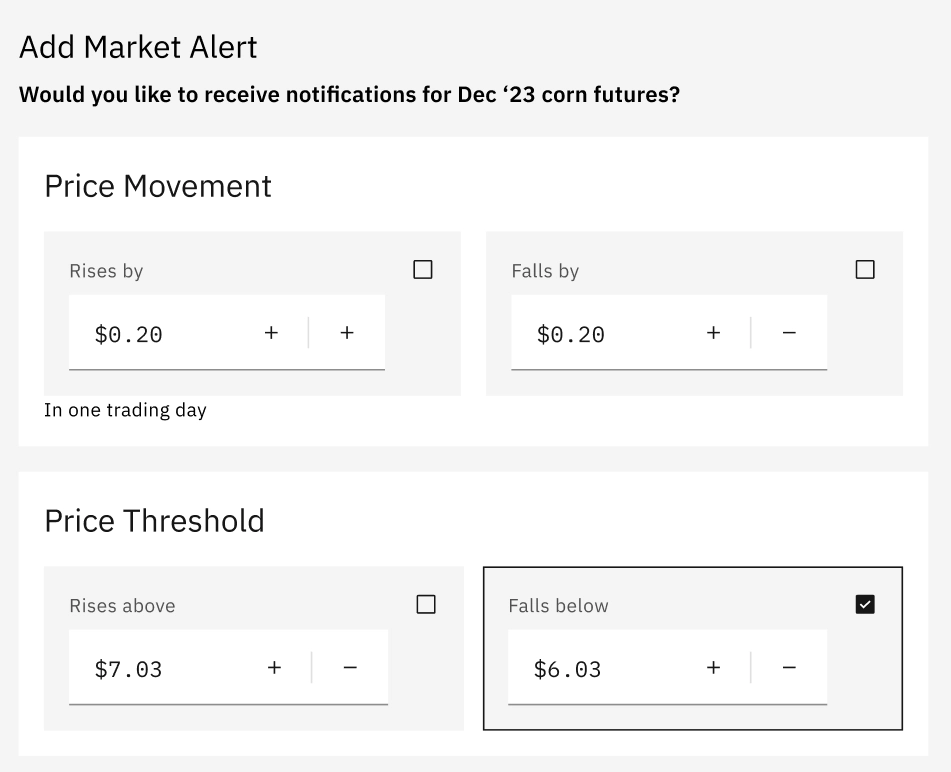 Add Market Alert
Would you like to receive notifications for Dec ‘23 corn futures?
Price Movement
Rises by
Falls by
$0.20 + +
$0.20 + −
In one trading day
Price Threshold
Rises above
Falls below
$7.03 + −
$6.03 + −